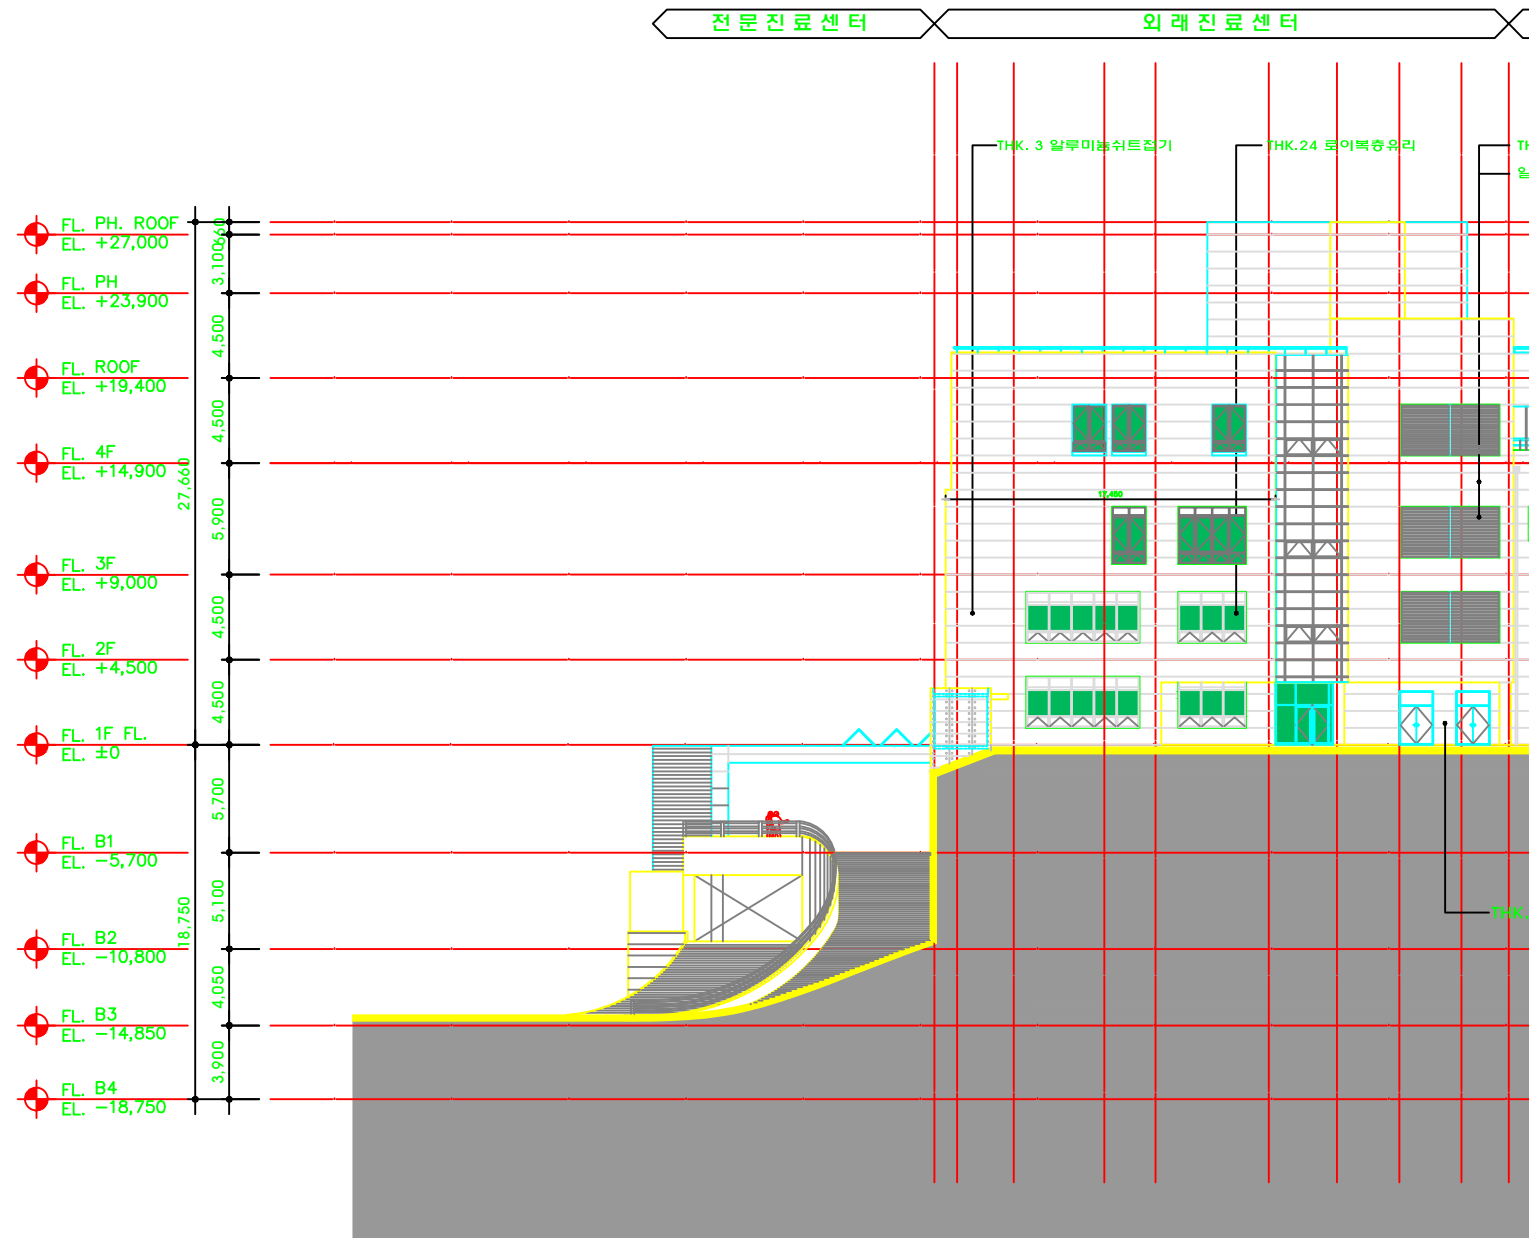 전문진료센터
외래진료센터
THK. 3 알루미늄쉬트접기
THK.24 로이복층유리
FL. PH. ROOF
EL. +27,000
FL. PH
EL. +23,900
FL. ROOF
EL. +19,400
FL. 4F
EL. +14,900
FL. 3F
EL. +9,000
FL. 2F
EL. +4,500
FL. 1F FL.
EL. ±0
FL. B1
EL. -5,700
FL. B2
EL. -10,800
FL. B3
EL. -14,850
FL. B4
EL. -18,750
27,660
18,750
660
3,100
4,500
4,500
5,900
4,500
4,500
5,700
5,100
4,050
3,900
17,450
THK.